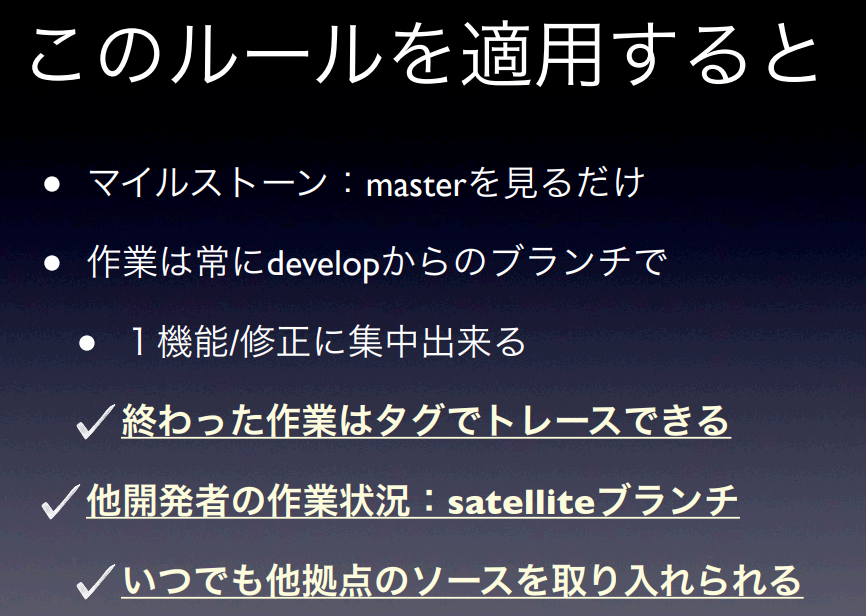 このルールを適用すると
• マイルストーン：masterを見るだけ
• 作業は常にdevelopからのブランチで
• １機能/修正に集中出来る
✓終わった作業はタグでトレースできる
✓他開発者の作業状況：satelliteブランチ
✓いつでも他拠点のソースを取り入れられる